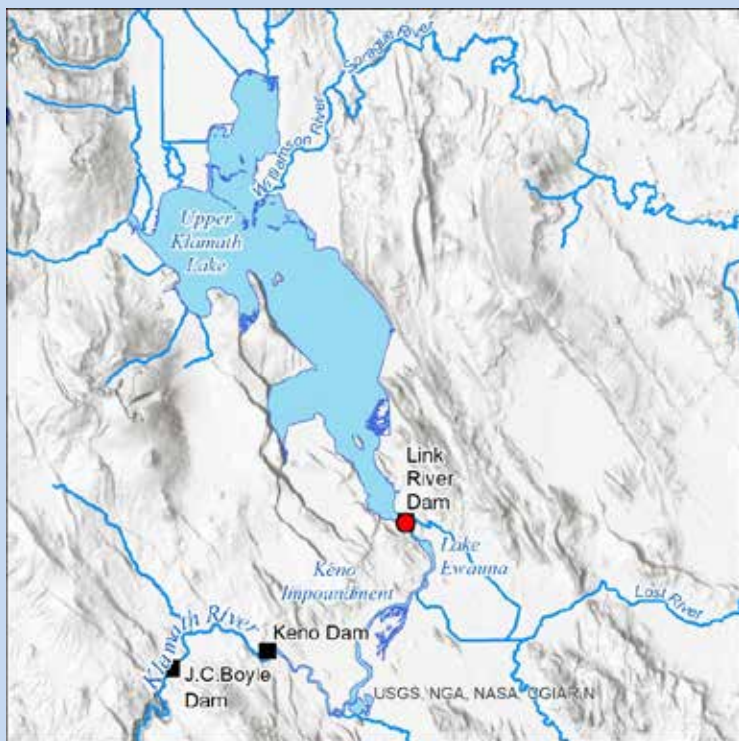 Sprague River
Williamson River
Upper
Klamath
Lake
Link
River
Dam
Lake
Ewauna
Keno
Impoundment
Lost River
Klamath River
Keno Dam
J.C.Boyle
Dam
USGS, NGA, NASA, CGIAR,N